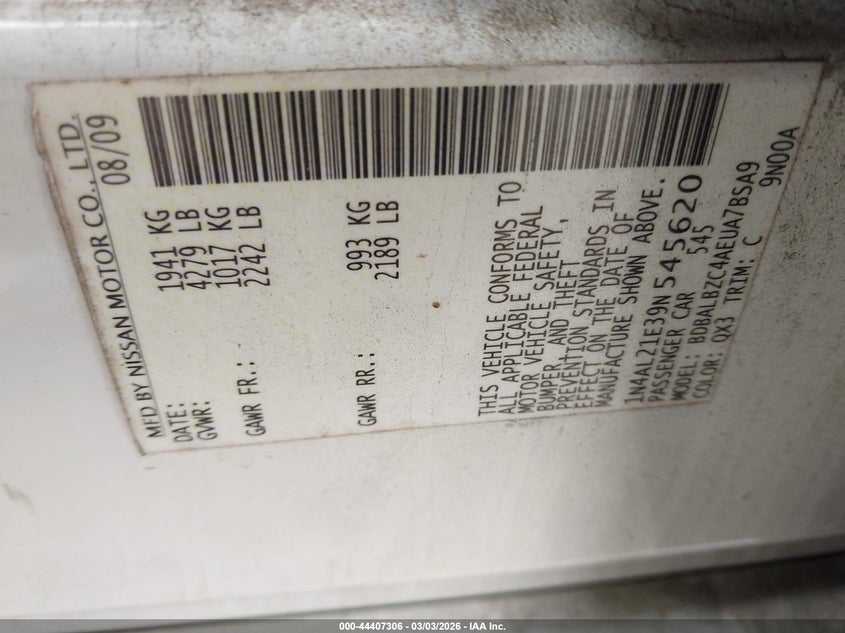 MFD BY NISSAN MOTOR CO., LTD.
DATE: 08/09
GVWR: 1941 KG
4279 LB
GAWR FR.: 1017 KG
2242 LB
GAWR RR.: 993 KG
2189 LB
THIS VEHICLE CONFORMS TO
ALL APPLICABLE FEDERAL
MOTOR VEHICLE SAFETY,
BUMPER, AND THEFT
PREVENTION STANDARDS IN
EFFECT ON THE DATE OF
MANUFACTURE SHOWN ABOVE.
1N4AL21E39N545620
PASSENGER CAR 545
MODEL: BDBALBZC4AEUA7BSA9
COLOR: QX3 TRIM: C 9N00A
000-44407306 - 03/03/2026 - IAA Inc.